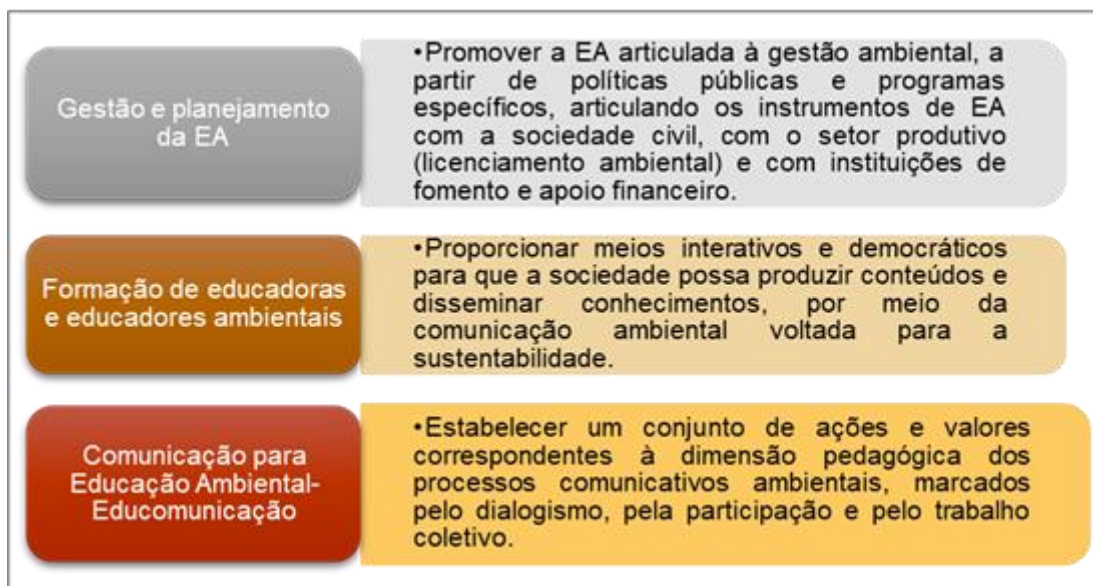 Gestão e planejamento
da EA
•Promover a EA articulada à gestão ambiental, a
partir de políticas públicas e programas
específicos, articulando os instrumentos de EA
com a sociedade civil, com o setor produtivo
(licenciamento ambiental) e com instituições de
fomento e apoio financeiro.
Formação de educadoras
e educadores ambientais
•Proporcionar meios interativos e democráticos
para que a sociedade possa produzir conteúdos e
disseminar conhecimentos, por meio da
comunicação ambiental voltada para a
sustentabilidade.
Comunicação para
Educação Ambiental-
Educomunicação
•Estabelecer um conjunto de ações e valores
correspondentes à dimensão pedagógica dos
processos comunicativos ambientais, marcados
pelo dialogismo, pela participação e pelo trabalho
coletivo.